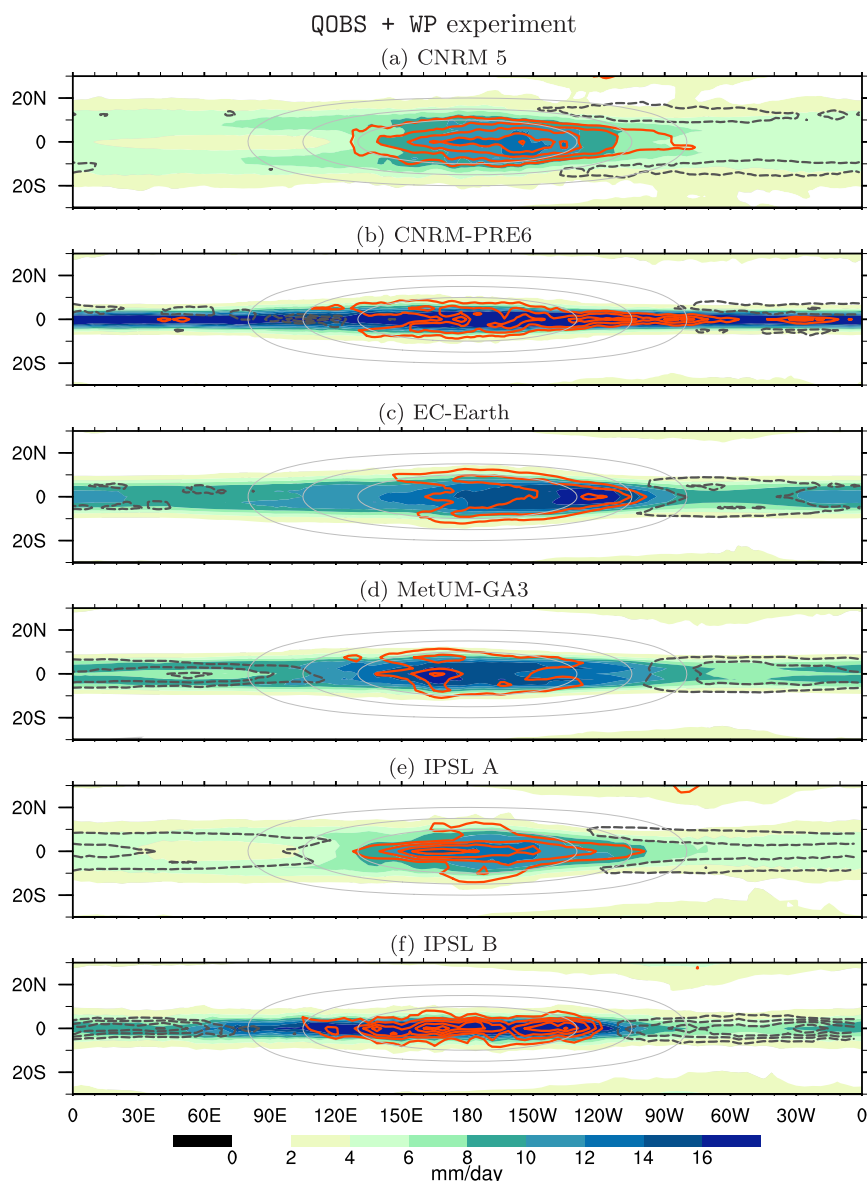 QOBS + WP experiment
(a) CNRM 5
20N
0
20S
(b) CNRM-PRE6
20N
0
20S
(c) EC-Earth
20N
0
20S
(d) MetUM-GA3
20N
0
20S
(e) IPSL A
20N
0
20S
(f) IPSL B
20N
0
20S
0 30E 60E 90E 120E 150E 180 150W 120W 90W 60W 30W 0
0 2 4 6 8 10 12 14 16
mm/day